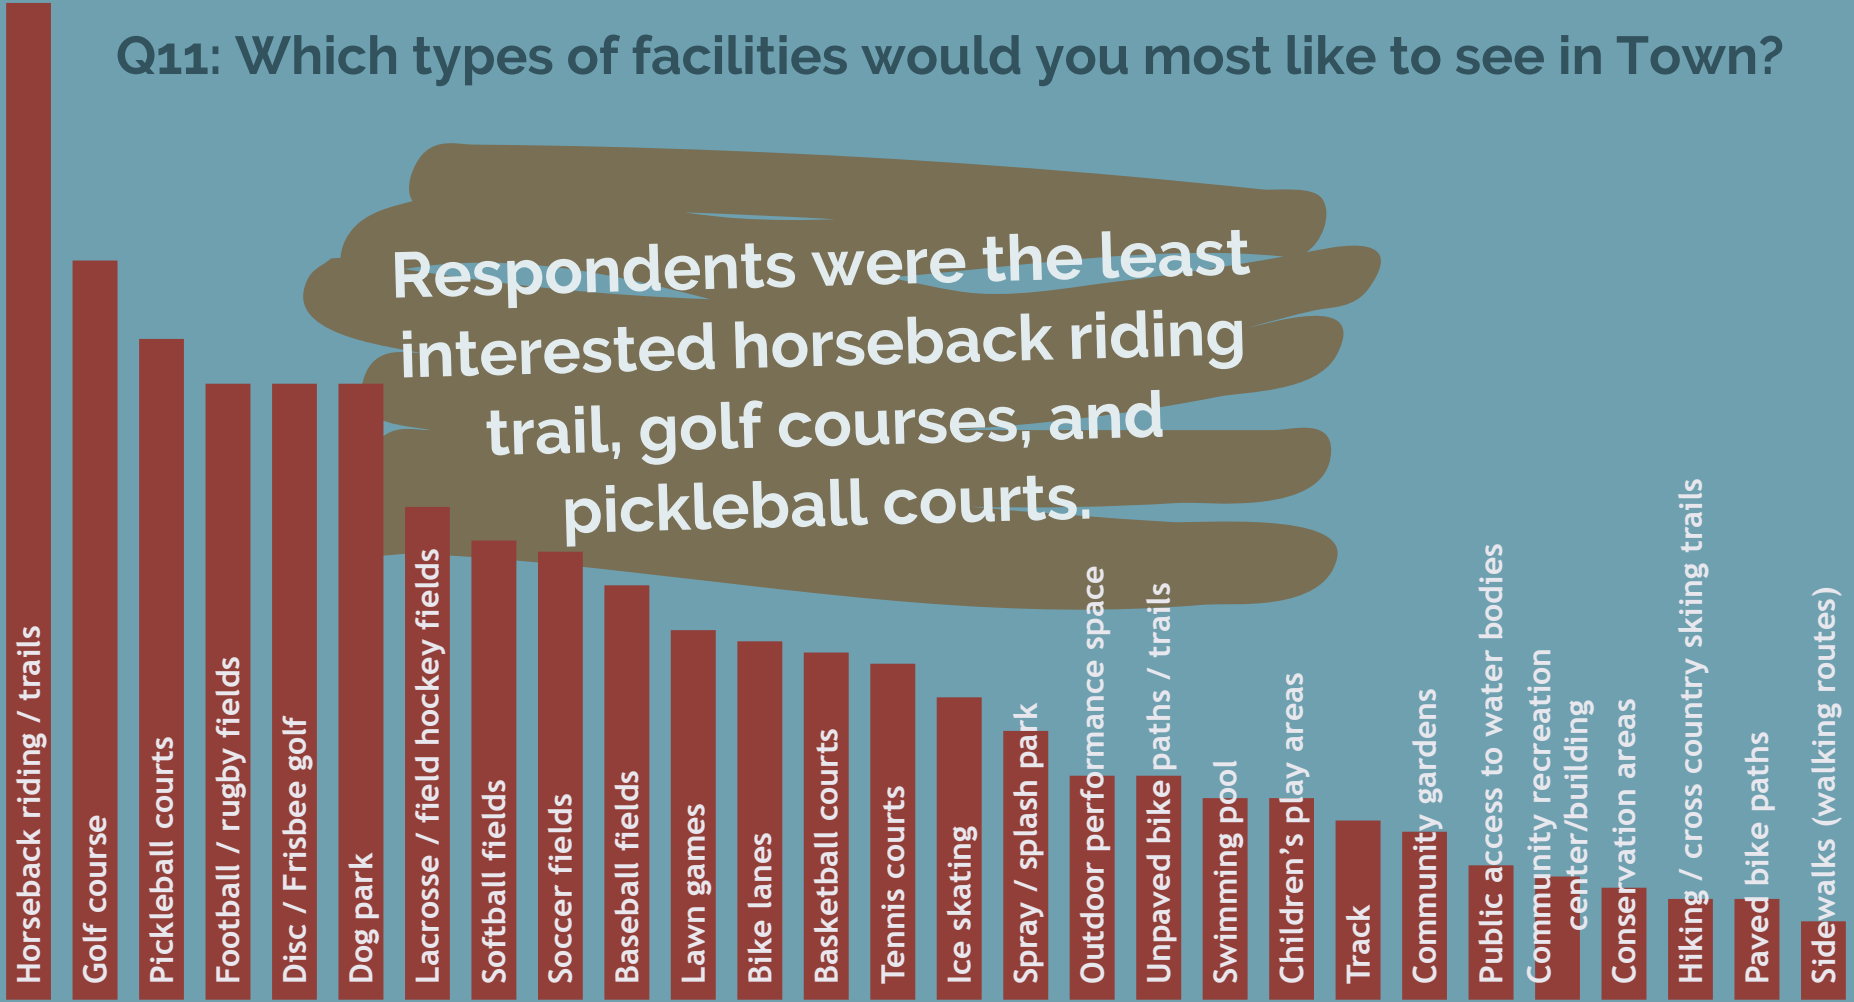 Q11: Which types of facilities would you most like to see in Town?
Respondents were the least
interested horseback riding
trail, golf courses, and
pickleball courts.
Horseback riding / trails
Golf course
Pickleball courts
Football / rugby fields
Disc / Frisbee golf
Dog park
Lacrosse / field hockey fields
Softball fields
Soccer fields
Baseball fields
Lawn games
Bike lanes
Basketball courts
Tennis courts
Ice skating
Spray / splash park
Outdoor performance space
Unpaved bike paths / trails
Swimming pool
Children’s play areas
Track
Community gardens
Public access to water bodies
Community recreation
center/building
Conservation areas
Hiking / cross country skiing trails
Paved bike paths
Sidewalks (walking routes)